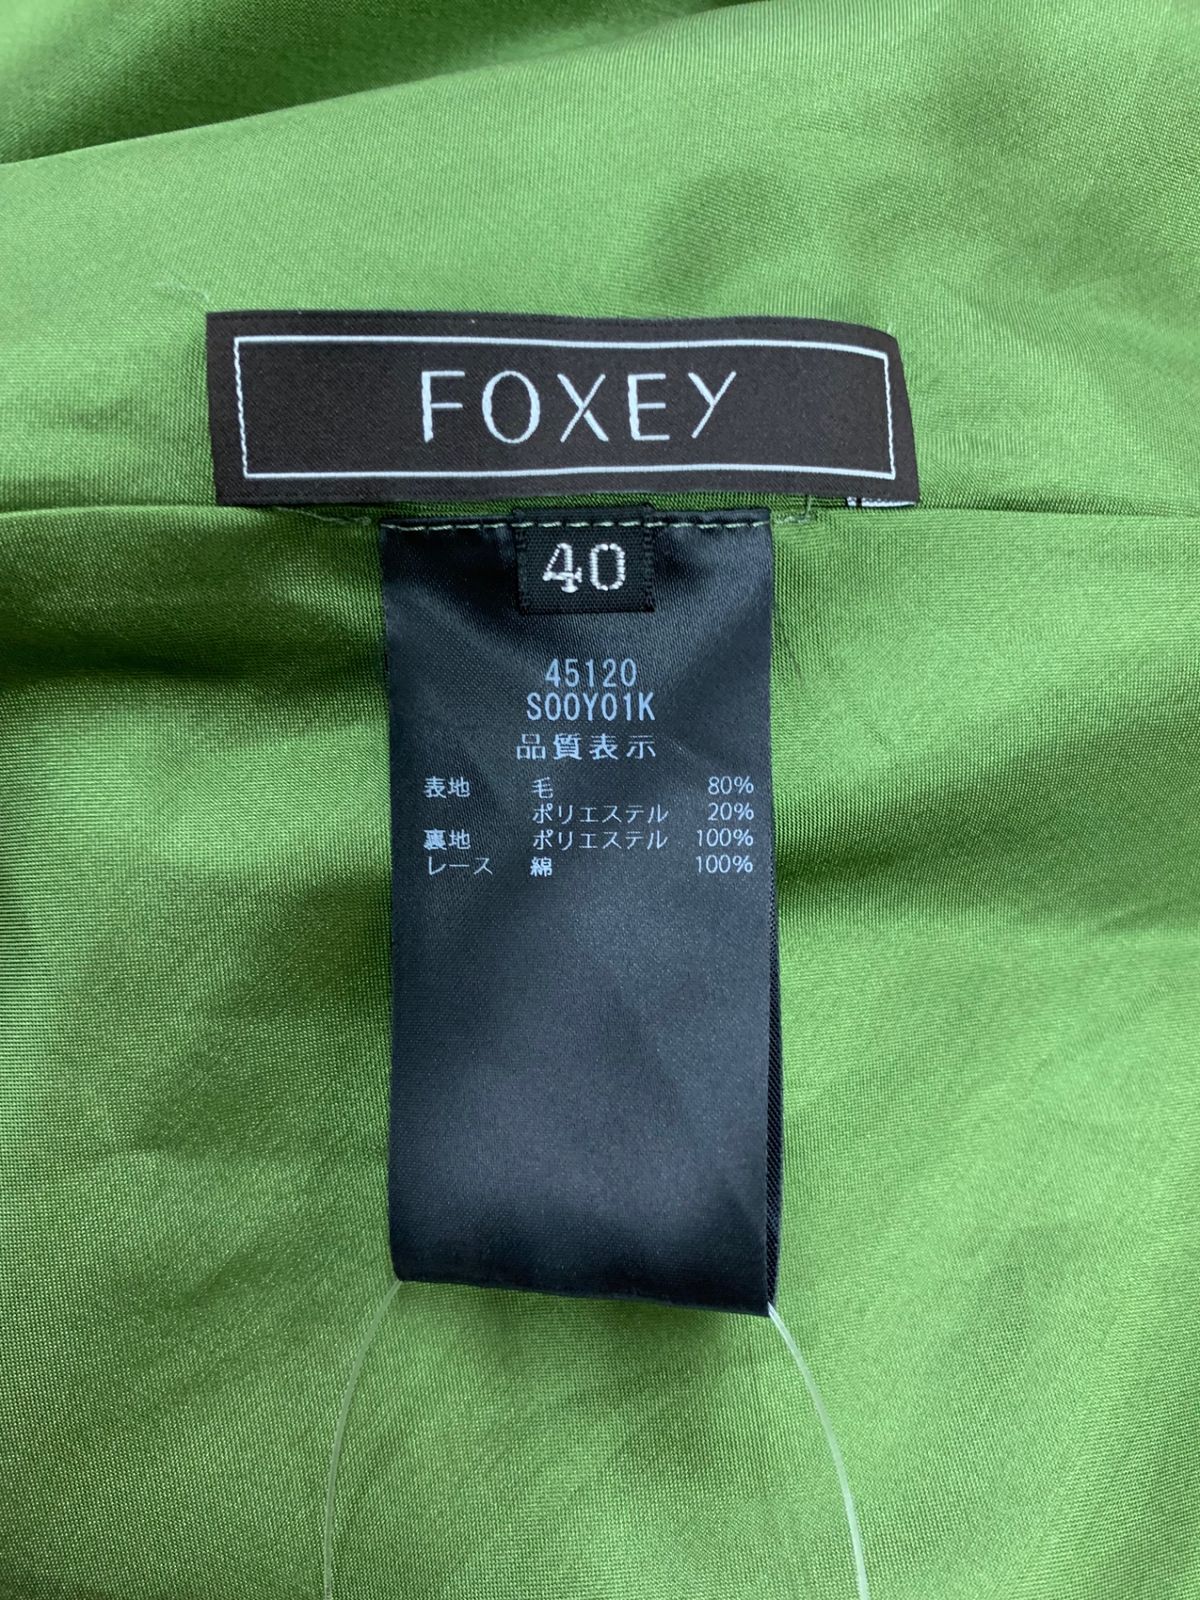 FOXEY
40
45120
S00Y01K
品質表示
表地 毛 80%
ポリエステル 20%
裏地 ポリエステル 100%
レース 綿 100%